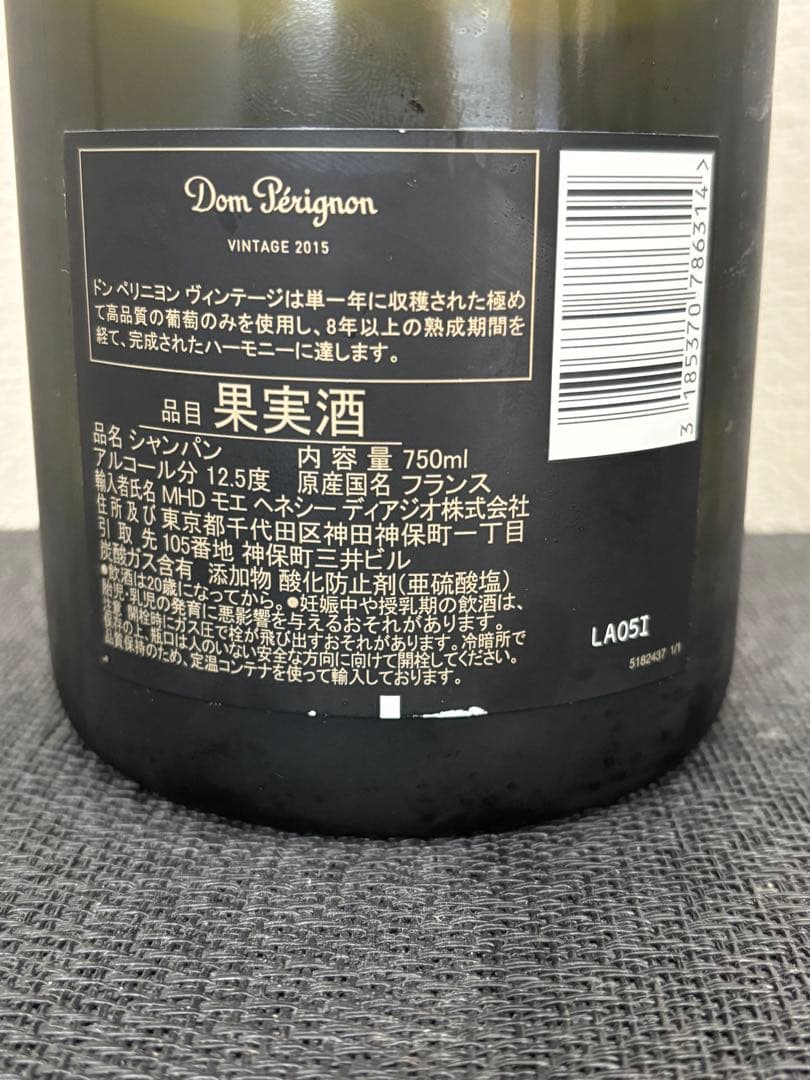 Dom Pérignon
VINTAGE 2015
ドン ペリニヨン ヴィンテージは単一年に収穫された極め
て高品質の葡萄のみを使用し、8年以上の熟成期間を
経て、完成されたハーモニーに達します。
品目 果実酒
品名 シャンパン 内容量 750ml
アルコール分 12.5度 原産国名 フランス
輸入者氏名 MHD モエ ヘネシー ディアジオ株式会社
住所及び 東京都千代田区神田神保町一丁目
引取先 105番地 神保町三井ビル
炭酸ガス含有 添加物 酸化防止剤(亜硫酸塩)
●飲酒は20歳になってから。●妊娠中や授乳期の飲酒は、
胎児・乳児の発育に悪影響を与えるおそれがあります。
注意 開栓時にガス圧で栓が飛び出すおそれがあります。冷暗所で
保存の上、瓶口は人のいない安全な方向に向けて開栓してください。
品質保持のため、定温コンテナを使って輸入しております。
3 185370 786314 >
LA05I
5182437 1/1